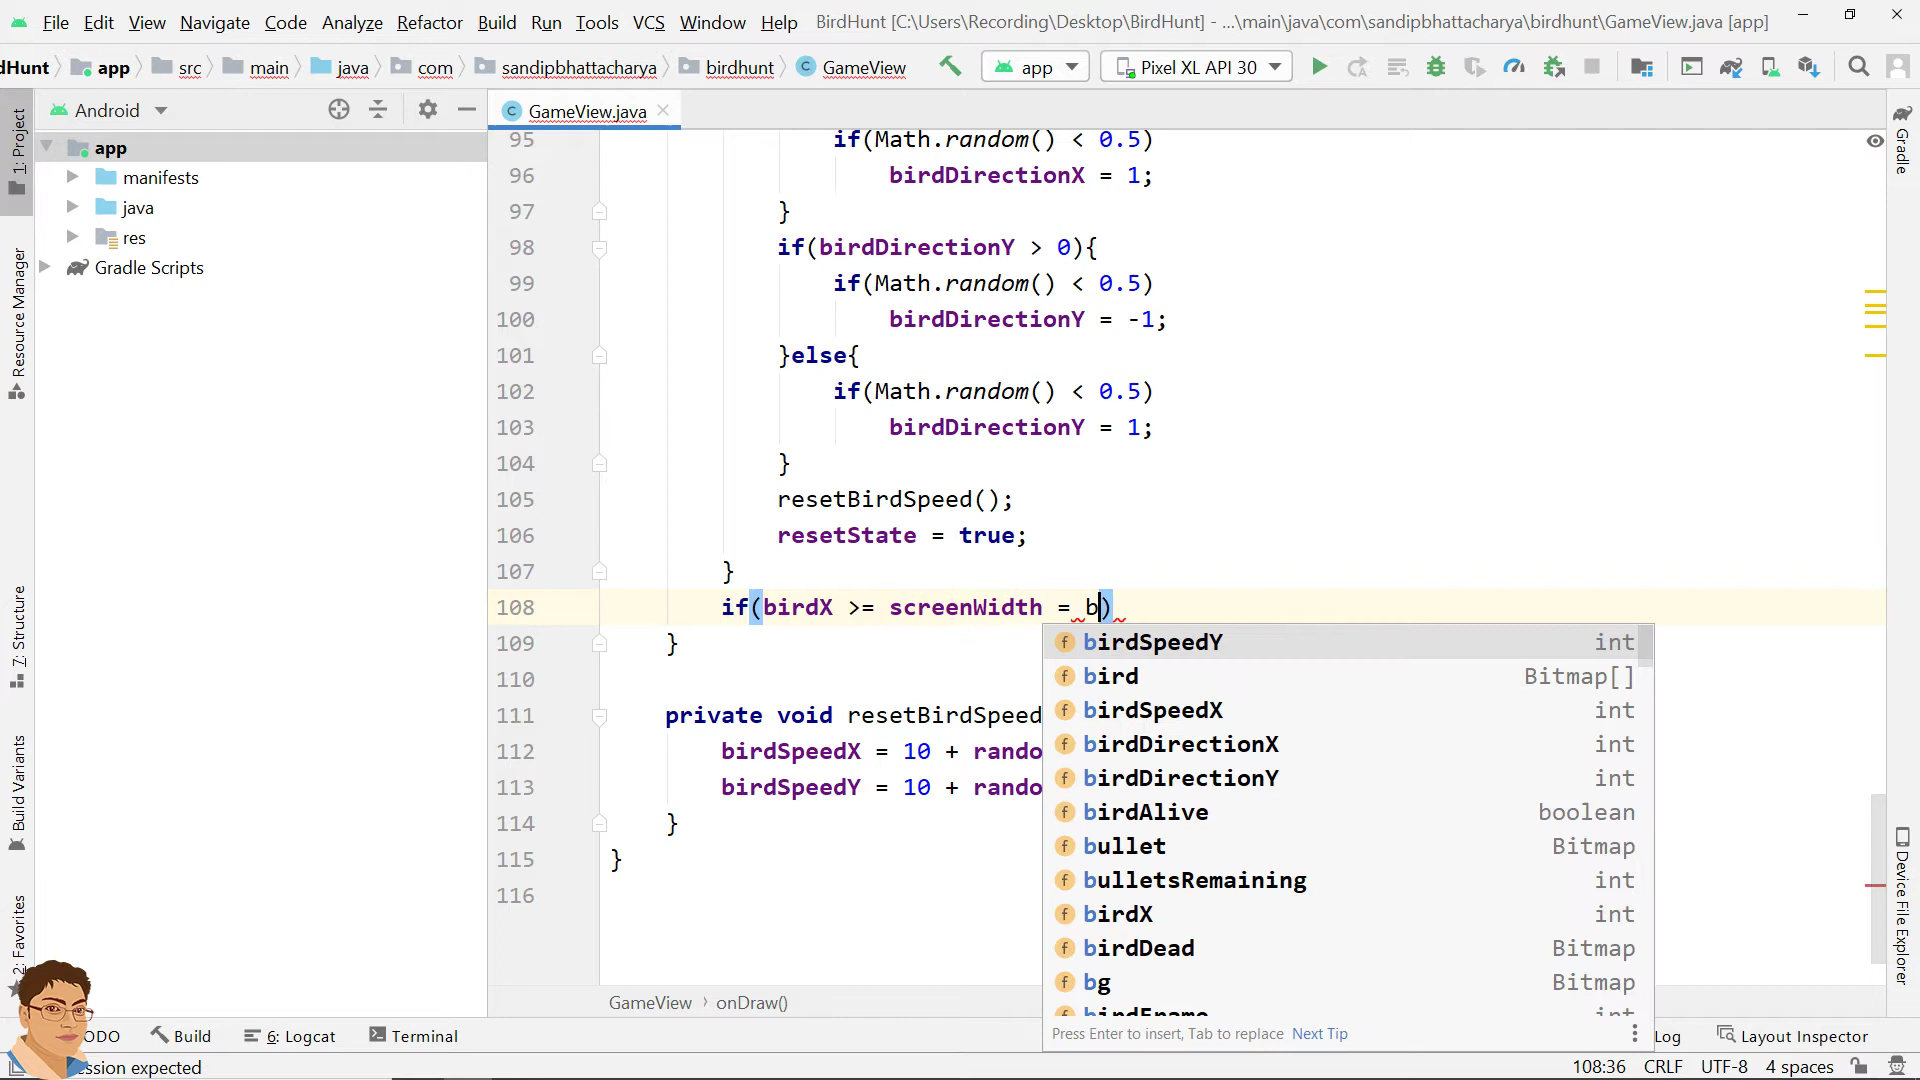 File Edit View Navigate Code Analyze Refactor Build Run Tools VCS Window Help BirdHunt [C:\Users\Recording\Desktop\BirdHunt] - ...\main\java\com\sandipbhattacharya\birdhunt\GameView.java [app]
dHunt app src main java com sandipbhattacharya birdhunt GameView app Pixel XL API 30
Android
GameView.java
app
manifests
java
res
Gradle Scripts
1: Project
Resource Manager
7: Structure
Build Variants
2: Favorites
95 if(Math.random() < 0.5)
96 birdDirectionX = 1;
97 }
98 if(birdDirectionY > 0){
99 if(Math.random() < 0.5)
100 birdDirectionY = -1;
101 }else{
102 if(Math.random() < 0.5)
103 birdDirectionY = 1;
104 }
105 resetBirdSpeed();
106 resetState = true;
107 }
108 if(birdX >= screenWidth = b)
109 }
110
111 private void resetBirdSpeed
112 birdSpeedX = 10 + rando
113 birdSpeedY = 10 + rando
114 }
115 }
116
birdSpeedY int
bird Bitmap[]
birdSpeedX int
birdDirectionX int
birdDirectionY int
birdAlive boolean
bullet Bitmap
bulletsRemaining int
birdX int
birdDead Bitmap
bg Bitmap
birdFrame int
Press Enter to insert, Tab to replace Next Tip
Gradle
Device File Explorer
GameView onDraw()
ODO Build 6: Logcat Terminal Log Layout Inspector
ession expected 108:36 CRLF UTF-8 4 spaces